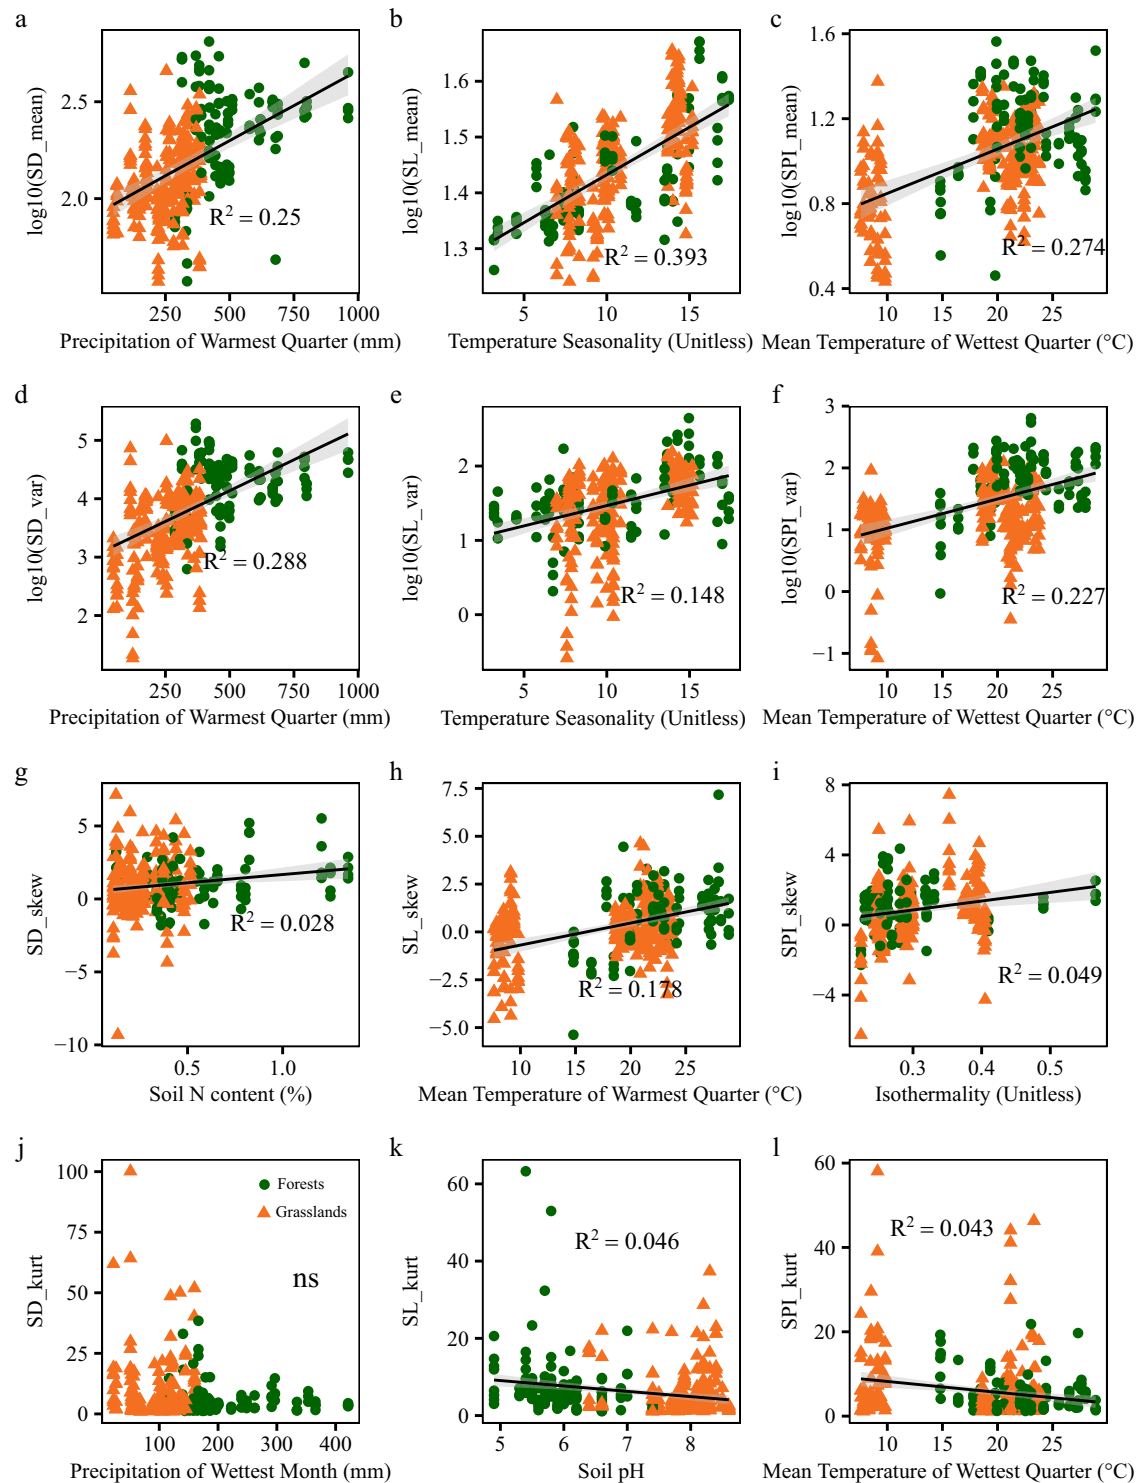 a
b
c
log10(SD_mean)
2.5
2.0
R² = 0.25
250
500
750
1000
Precipitation of Warmest Quarter (mm)
log10(SL_mean)
1.6
1.5
1.4
1.3
R² = 0.393
5
10
15
Temperature Seasonality (Unitless)
log10(SPI_mean)
1.6
1.2
0.8
0.4
R² = 0.274
10
15
20
25
Mean Temperature of Wettest Quarter (°C)
d
e
f
log10(SD_var)
5
4
3
2
R² = 0.288
250
500
750
1000
Precipitation of Warmest Quarter (mm)
log10(SL_var)
2
1
0
R² = 0.148
5
10
15
Temperature Seasonality (Unitless)
log10(SPI_var)
3
2
1
0
−1
R² = 0.227
10
15
20
25
Mean Temperature of Wettest Quarter (°C)
g
h
i
SD_skew
5
0
−5
−10
R² = 0.028
0.5
1.0
Soil N content (%)
SL_skew
7.5
5.0
2.5
0.0
−2.5
−5.0
R² = 0.178
10
15
20
25
Mean Temperature of Warmest Quarter (°C)
SPI_skew
8
4
0
−4
R² = 0.049
0.3
0.4
0.5
Isothermality (Unitless)
j
k
l
SD_kurt
100
75
50
25
0
Forests
Grasslands
ns
100
200
300
400
Precipitation of Wettest Month (mm)
SL_kurt
60
40
20
0
R² = 0.046
5
6
7
8
Soil pH
SPI_kurt
60
40
20
0
R² = 0.043
10
15
20
25
Mean Temperature of Wettest Quarter (°C)